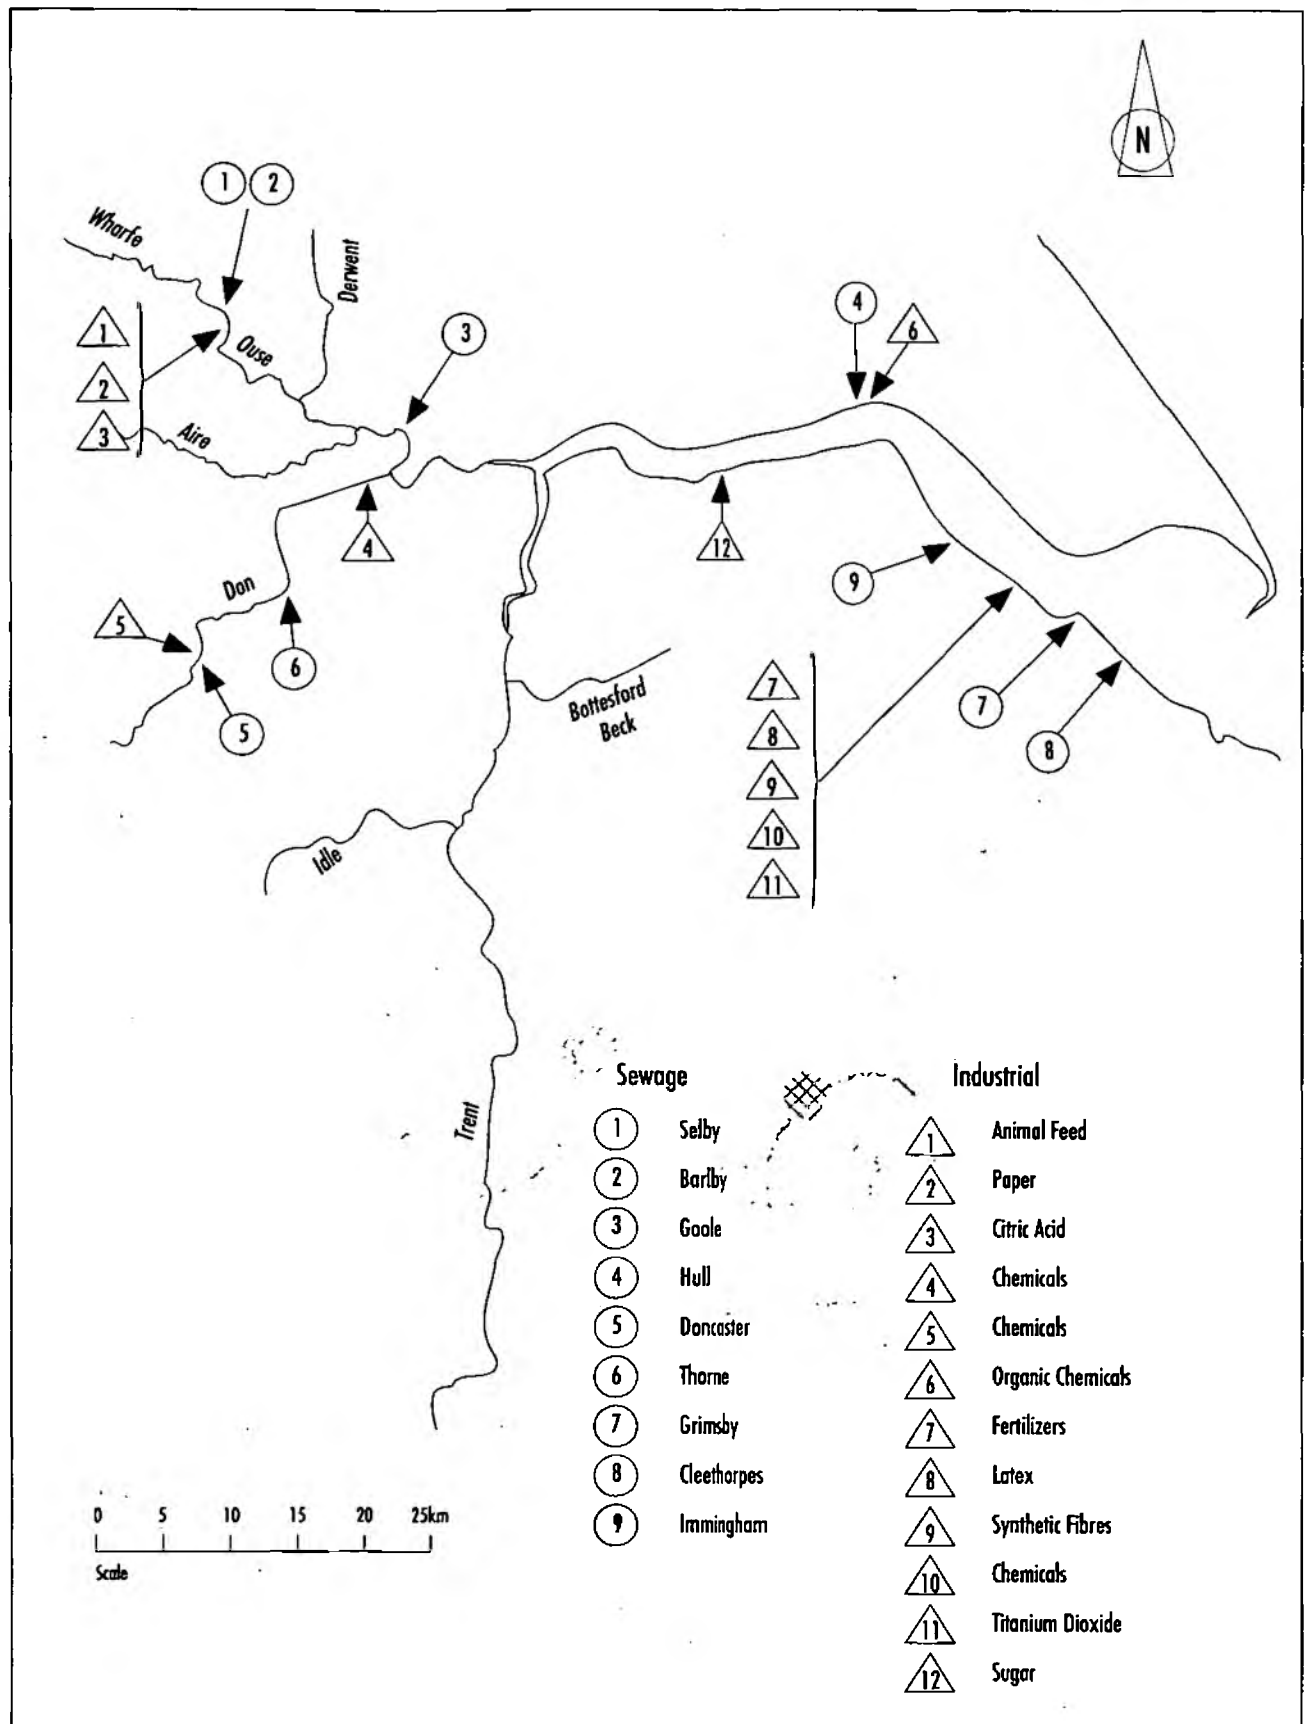 N
1 2
Wharfe
Derwent
4
6
1
3
Ouse
2
3
Aire
4
12
9
Don
5
6
7
Bottesford
Beck
5
7
8
8
9
10
Idle
11
Sewage
Industrial
1 Selby
1 Animal Feed
2 Barlby
2 Paper
3 Goole
3 Citric Acid
4 Hull
4 Chemicals
5 Doncaster
5 Chemicals
6 Thorne
6 Organic Chemicals
7 Grimsby
7 Fertilizers
8 Cleethorpes
8 Latex
9 Immingham
9 Synthetic Fibres
10 Chemicals
11 Titanium Dioxide
12 Sugar
Trent
0 5 10 15 20 25km
Scale